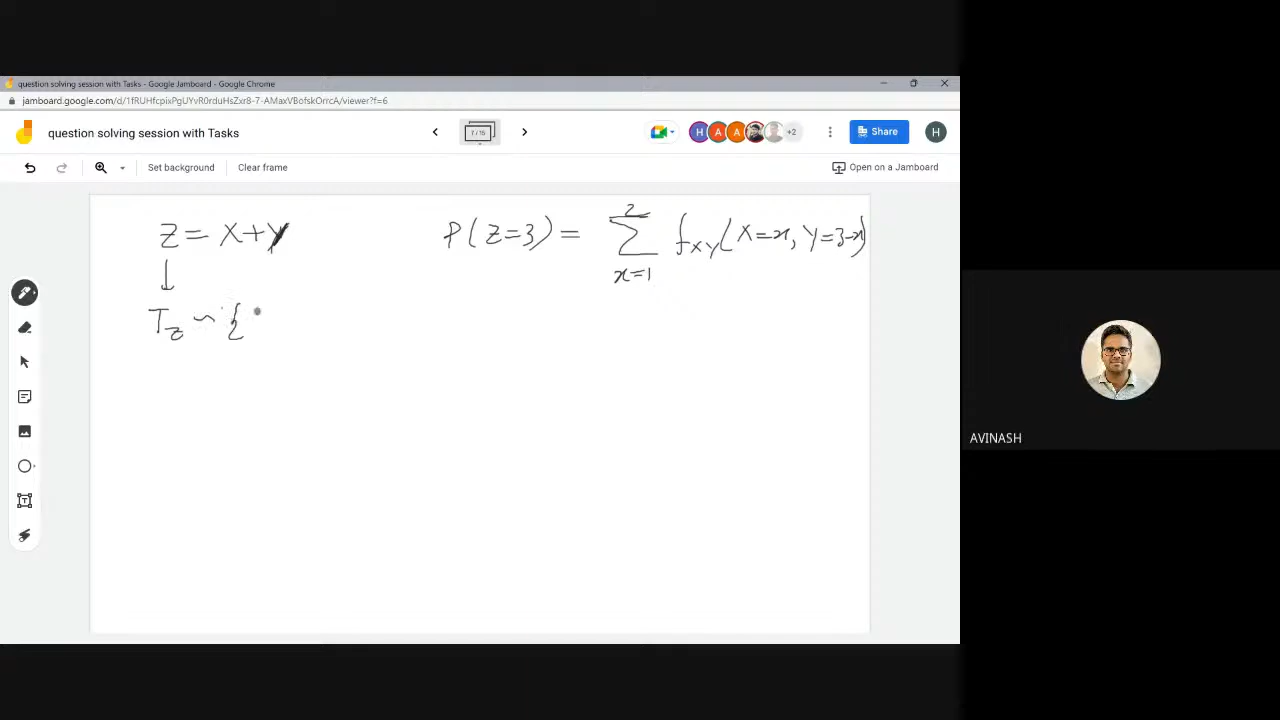 question solving session with Tasks - Google Jamboard - Google Chrome
jamboard.google.com/d/1fRUHfcpixPgUYvR0rduHsZxr8-7-AMaxVBofskOrrcA/viewer?f=6
question solving session with Tasks
7 / 15
H A A +2
Share
H
Set background
Clear frame
Open on a Jamboard
Z = X+Y
P(Z=3) = \sum_{x=1}^{2} f_{XY}(X=x, Y=3-x)
↓
T_Z ~ {
AVINASH